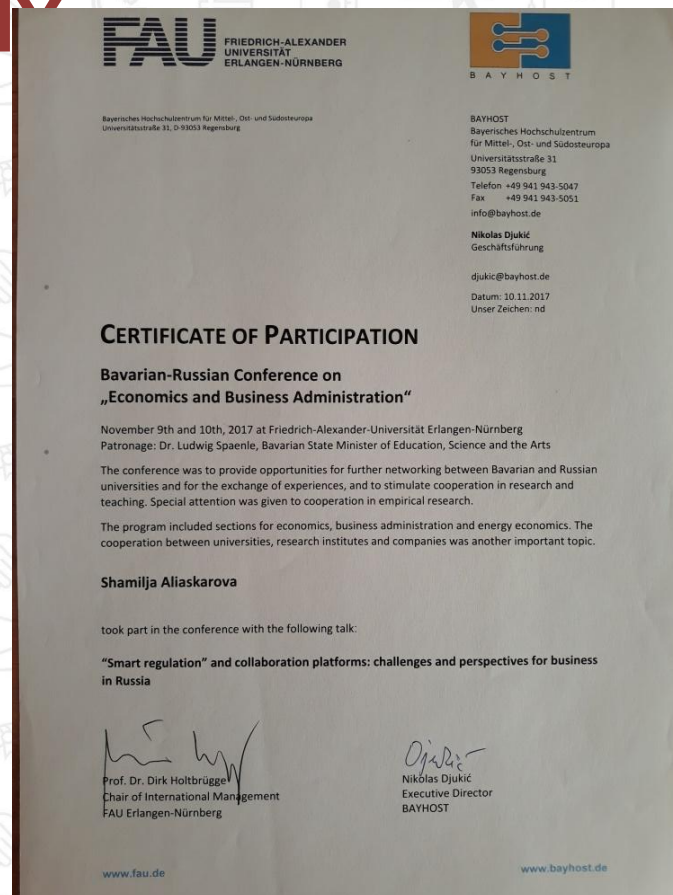 FAU
FRIEDRICH-ALEXANDER
UNIVERSITÄT
ERLANGEN-NÜRNBERG
BAYHOST
Bayerisches Hochschulzentrum für Mittel-, Ost- und Südosteuropa
Universitätsstraße 31, D-93053 Regensburg
BAYHOST
Bayerisches Hochschulzentrum
für Mittel-, Ost- und Südosteuropa
Universitätsstraße 31
93053 Regensburg
Telefon +49 941 943-5047
Fax +49 941 943-5051
info@bayhost.de
Nikolas Djukić
Geschäftsführung
djukic@bayhost.de
Datum: 10.11.2017
Unser Zeichen: nd
CERTIFICATE OF PARTICIPATION
Bavarian-Russian Conference on
„Economics and Business Administration“
November 9th and 10th, 2017 at Friedrich-Alexander-Universität Erlangen-Nürnberg
Patronage: Dr. Ludwig Spaenle, Bavarian State Minister of Education, Science and the Arts
The conference was to provide opportunities for further networking between Bavarian and Russian
universities and for the exchange of experiences, and to stimulate cooperation in research and
teaching. Special attention was given to cooperation in empirical research.
The program included sections for economics, business administration and energy economics. The
cooperation between universities, research institutes and companies was another important topic.
Shamilja Aliaskarova
took part in the conference with the following talk:
“Smart regulation” and collaboration platforms: challenges and perspectives for business
in Russia
Prof. Dr. Dirk Holtbrügge
Chair of International Management
FAU Erlangen-Nürnberg
Djukić
Nikolas Djukić
Executive Director
BAYHOST
www.fau.de
www.bayhost.de